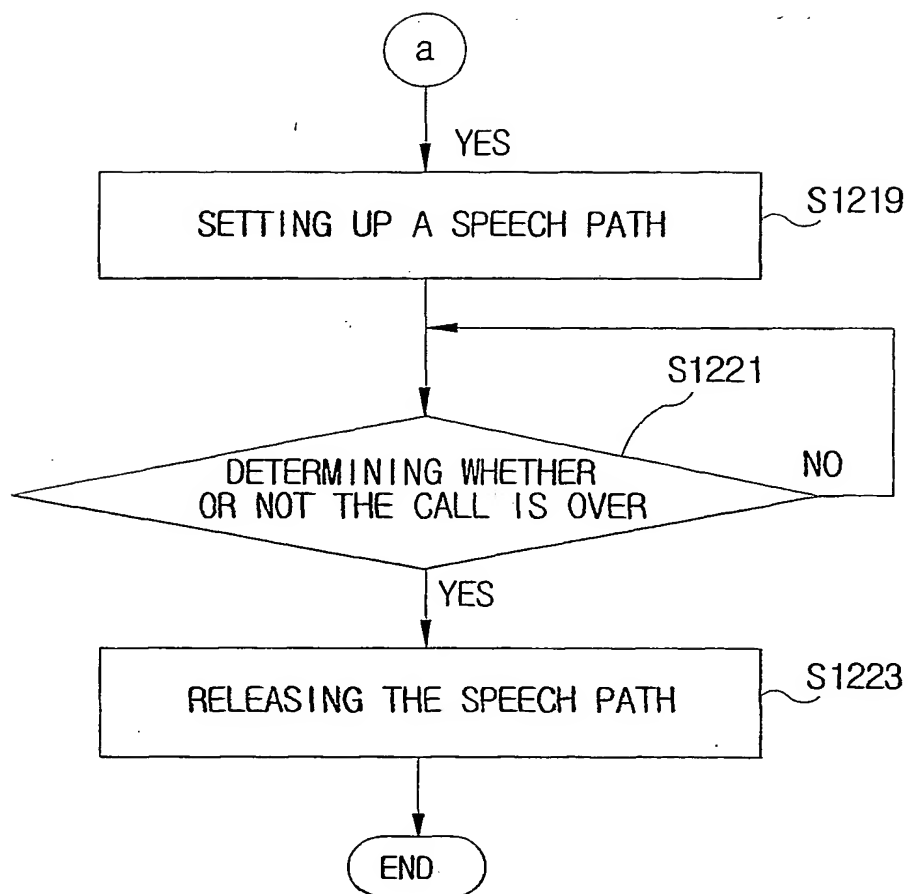 a
YES
SETTING UP A SPEECH PATH
S1219
S1221
DETERMINING WHETHER
OR NOT THE CALL IS OVER
NO
YES
RELEASING THE SPEECH PATH
S1223
END